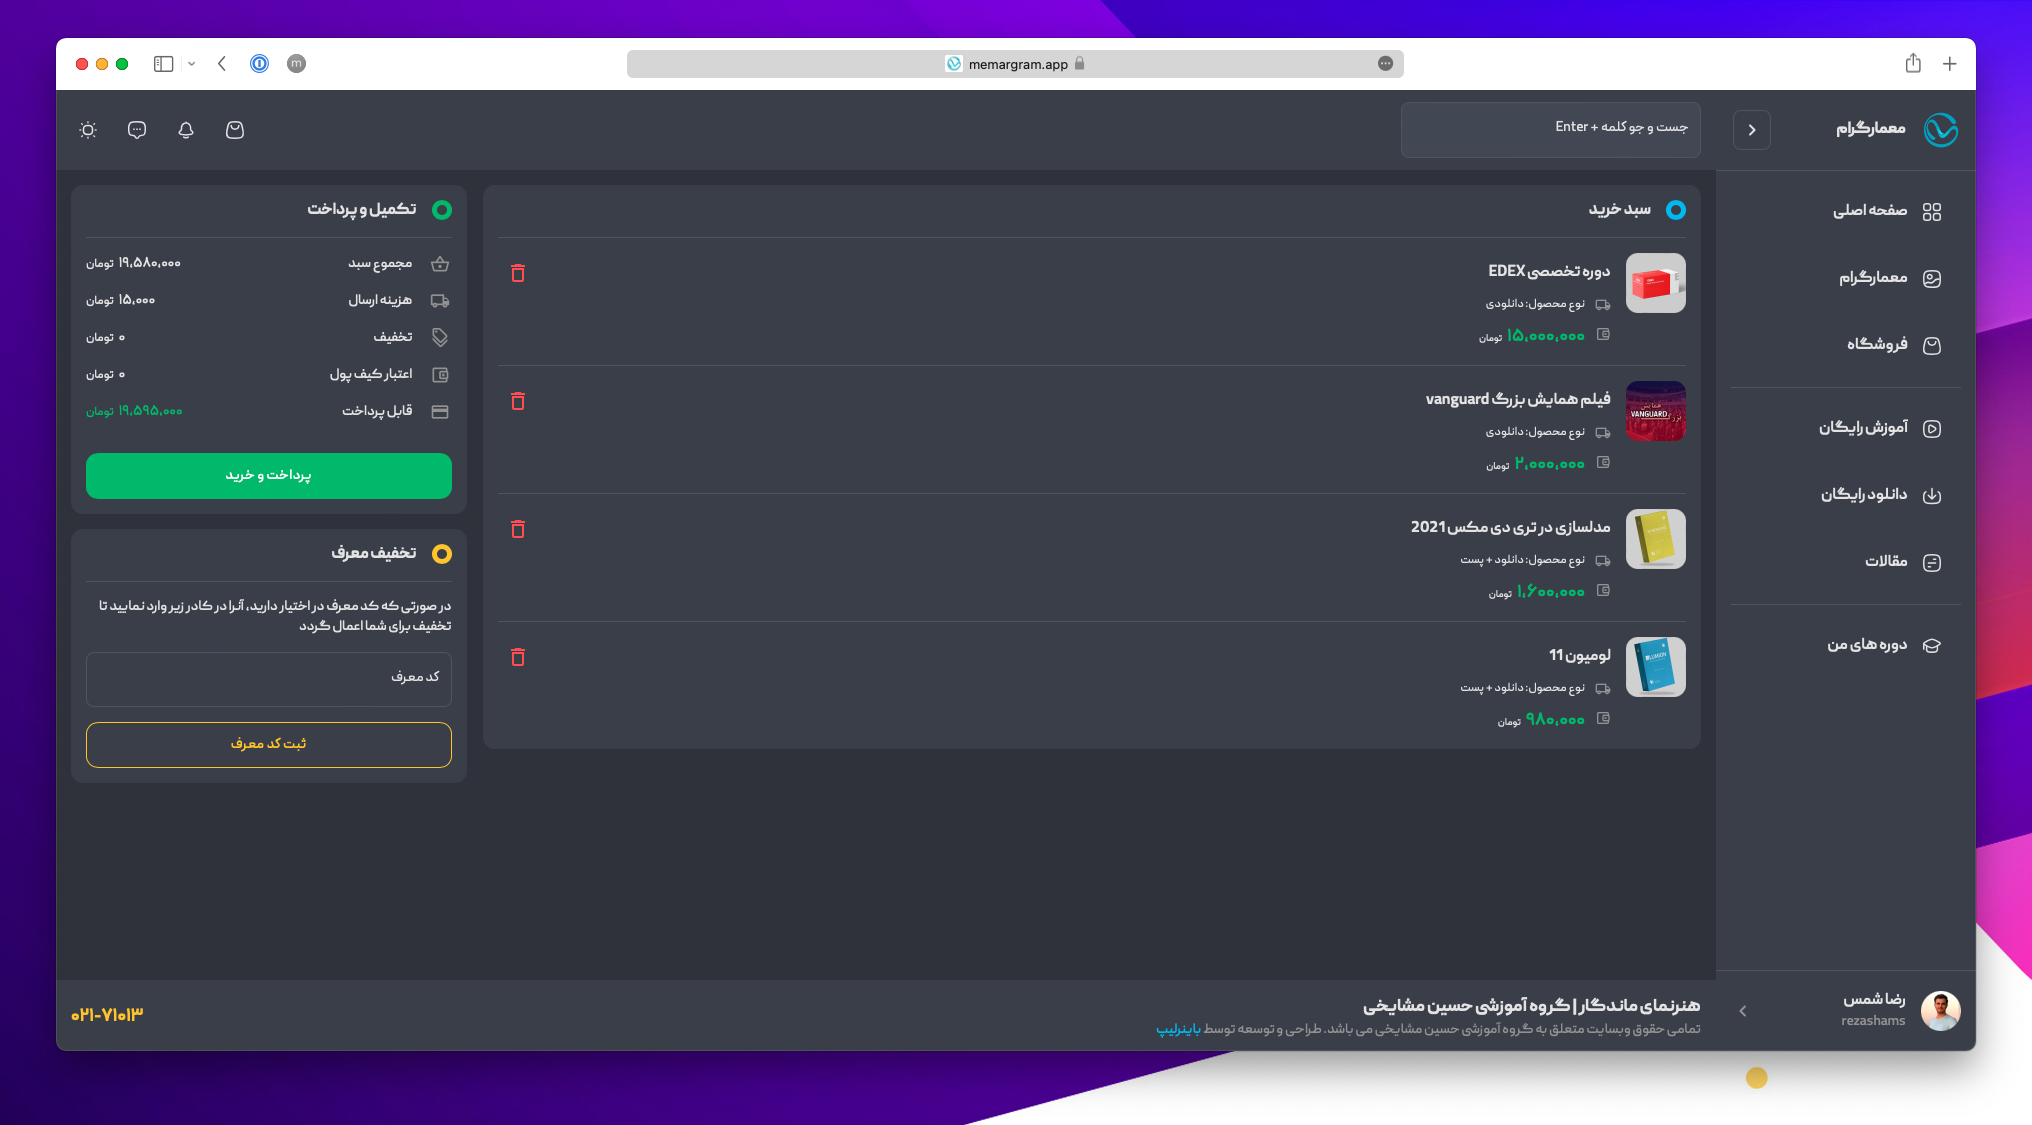 memargram.app
معمارگرام
جست و جو کلمه + Enter
صفحه اصلی
معمارگرام
فروشگاه
آموزش رایگان
دانلود رایگان
مقالات
دوره های من
رضا شمس
rezashams
سبد خرید
دوره تخصصی EDEX
نوع محصول: دانلودی
۱۵,۰۰۰,۰۰۰ تومان
فیلم همایش بزرگ vanguard
نوع محصول: دانلودی
۲,۰۰۰,۰۰۰ تومان
همایش
VANGUARD
بزرگ
مدلسازی در تری دی مکس 2021
نوع محصول: دانلود + پست
۱,۶۰۰,۰۰۰ تومان
لومیون 11
نوع محصول: دانلود + پست
۹۸۰,۰۰۰ تومان
LUMION
تکمیل و پرداخت
مجموع سبد ۱۹,۵۸۰,۰۰۰ تومان
هزینه ارسال ۱۵,۰۰۰ تومان
تخفیف ۰ تومان
اعتبار کیف پول ۰ تومان
قابل پرداخت ۱۹,۵۹۵,۰۰۰ تومان
پرداخت و خرید
تخفیف معرف
در صورتی که کد معرف در اختیار دارید، آنرا در کادر زیر وارد نمایید تا
تخفیف برای شما اعمال گردد
کد معرف
ثبت کد معرف
هنرنمای ماندگار | گروه آموزشی حسین مشایخی
تمامی حقوق وبسایت متعلق به گروه آموزشی حسین مشایخی می باشد. طراحی و توسعه توسط باینرلیپ
۰۲۱-۷۱۰۱۳